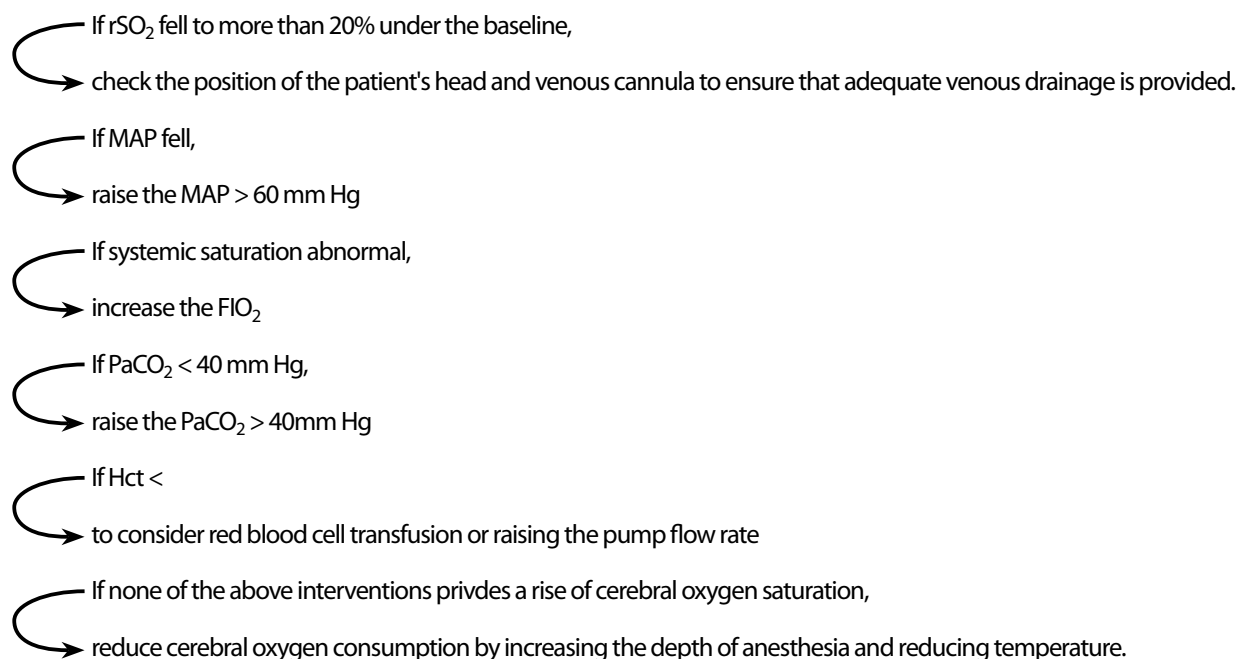 If rSO₂ fell to more than 20% under the baseline,
check the position of the patient's head and venous cannula to ensure that adequate venous drainage is provided.
If MAP fell,
raise the MAP > 60 mm Hg
If systemic saturation abnormal,
increase the FIO₂
If PaCO₂ < 40 mm Hg,
raise the PaCO₂ > 40mm Hg
If Hct <
to consider red blood cell transfusion or raising the pump flow rate
If none of the above interventions privdes a rise of cerebral oxygen saturation,
reduce cerebral oxygen consumption by increasing the depth of anesthesia and reducing temperature.